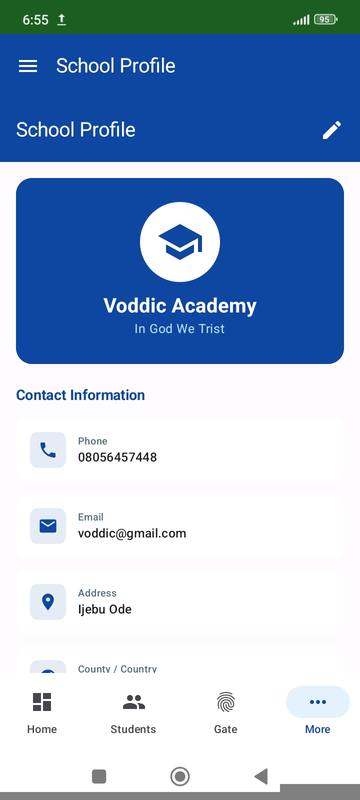 6:55
95
School Profile
School Profile
Voddic Academy
In God We Trist
Contact Information
Phone
08056457448
Email
voddic@gmail.com
Address
Ijebu Ode
County / Country
Home
Students
Gate
More